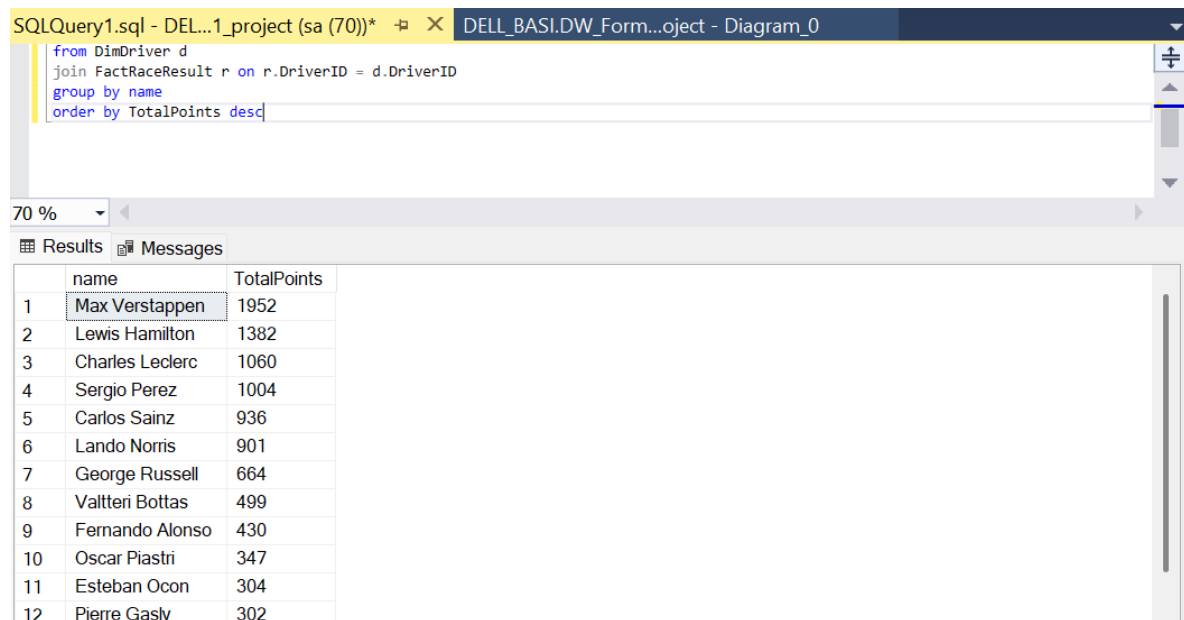 SQLQuery1.sql - DEL...1_project (sa (70))* DELL_BASI.DW_Form...oject - Diagram_0
from DimDriver d
join FactRaceResult r on r.DriverID = d.DriverID
group by name
order by TotalPoints desc
70 %
Results Messages
name TotalPoints
1 Max Verstappen 1952
2 Lewis Hamilton 1382
3 Charles Leclerc 1060
4 Sergio Perez 1004
5 Carlos Sainz 936
6 Lando Norris 901
7 George Russell 664
8 Valtteri Bottas 499
9 Fernando Alonso 430
10 Oscar Piastri 347
11 Esteban Ocon 304
12 Pierre Gasly 302